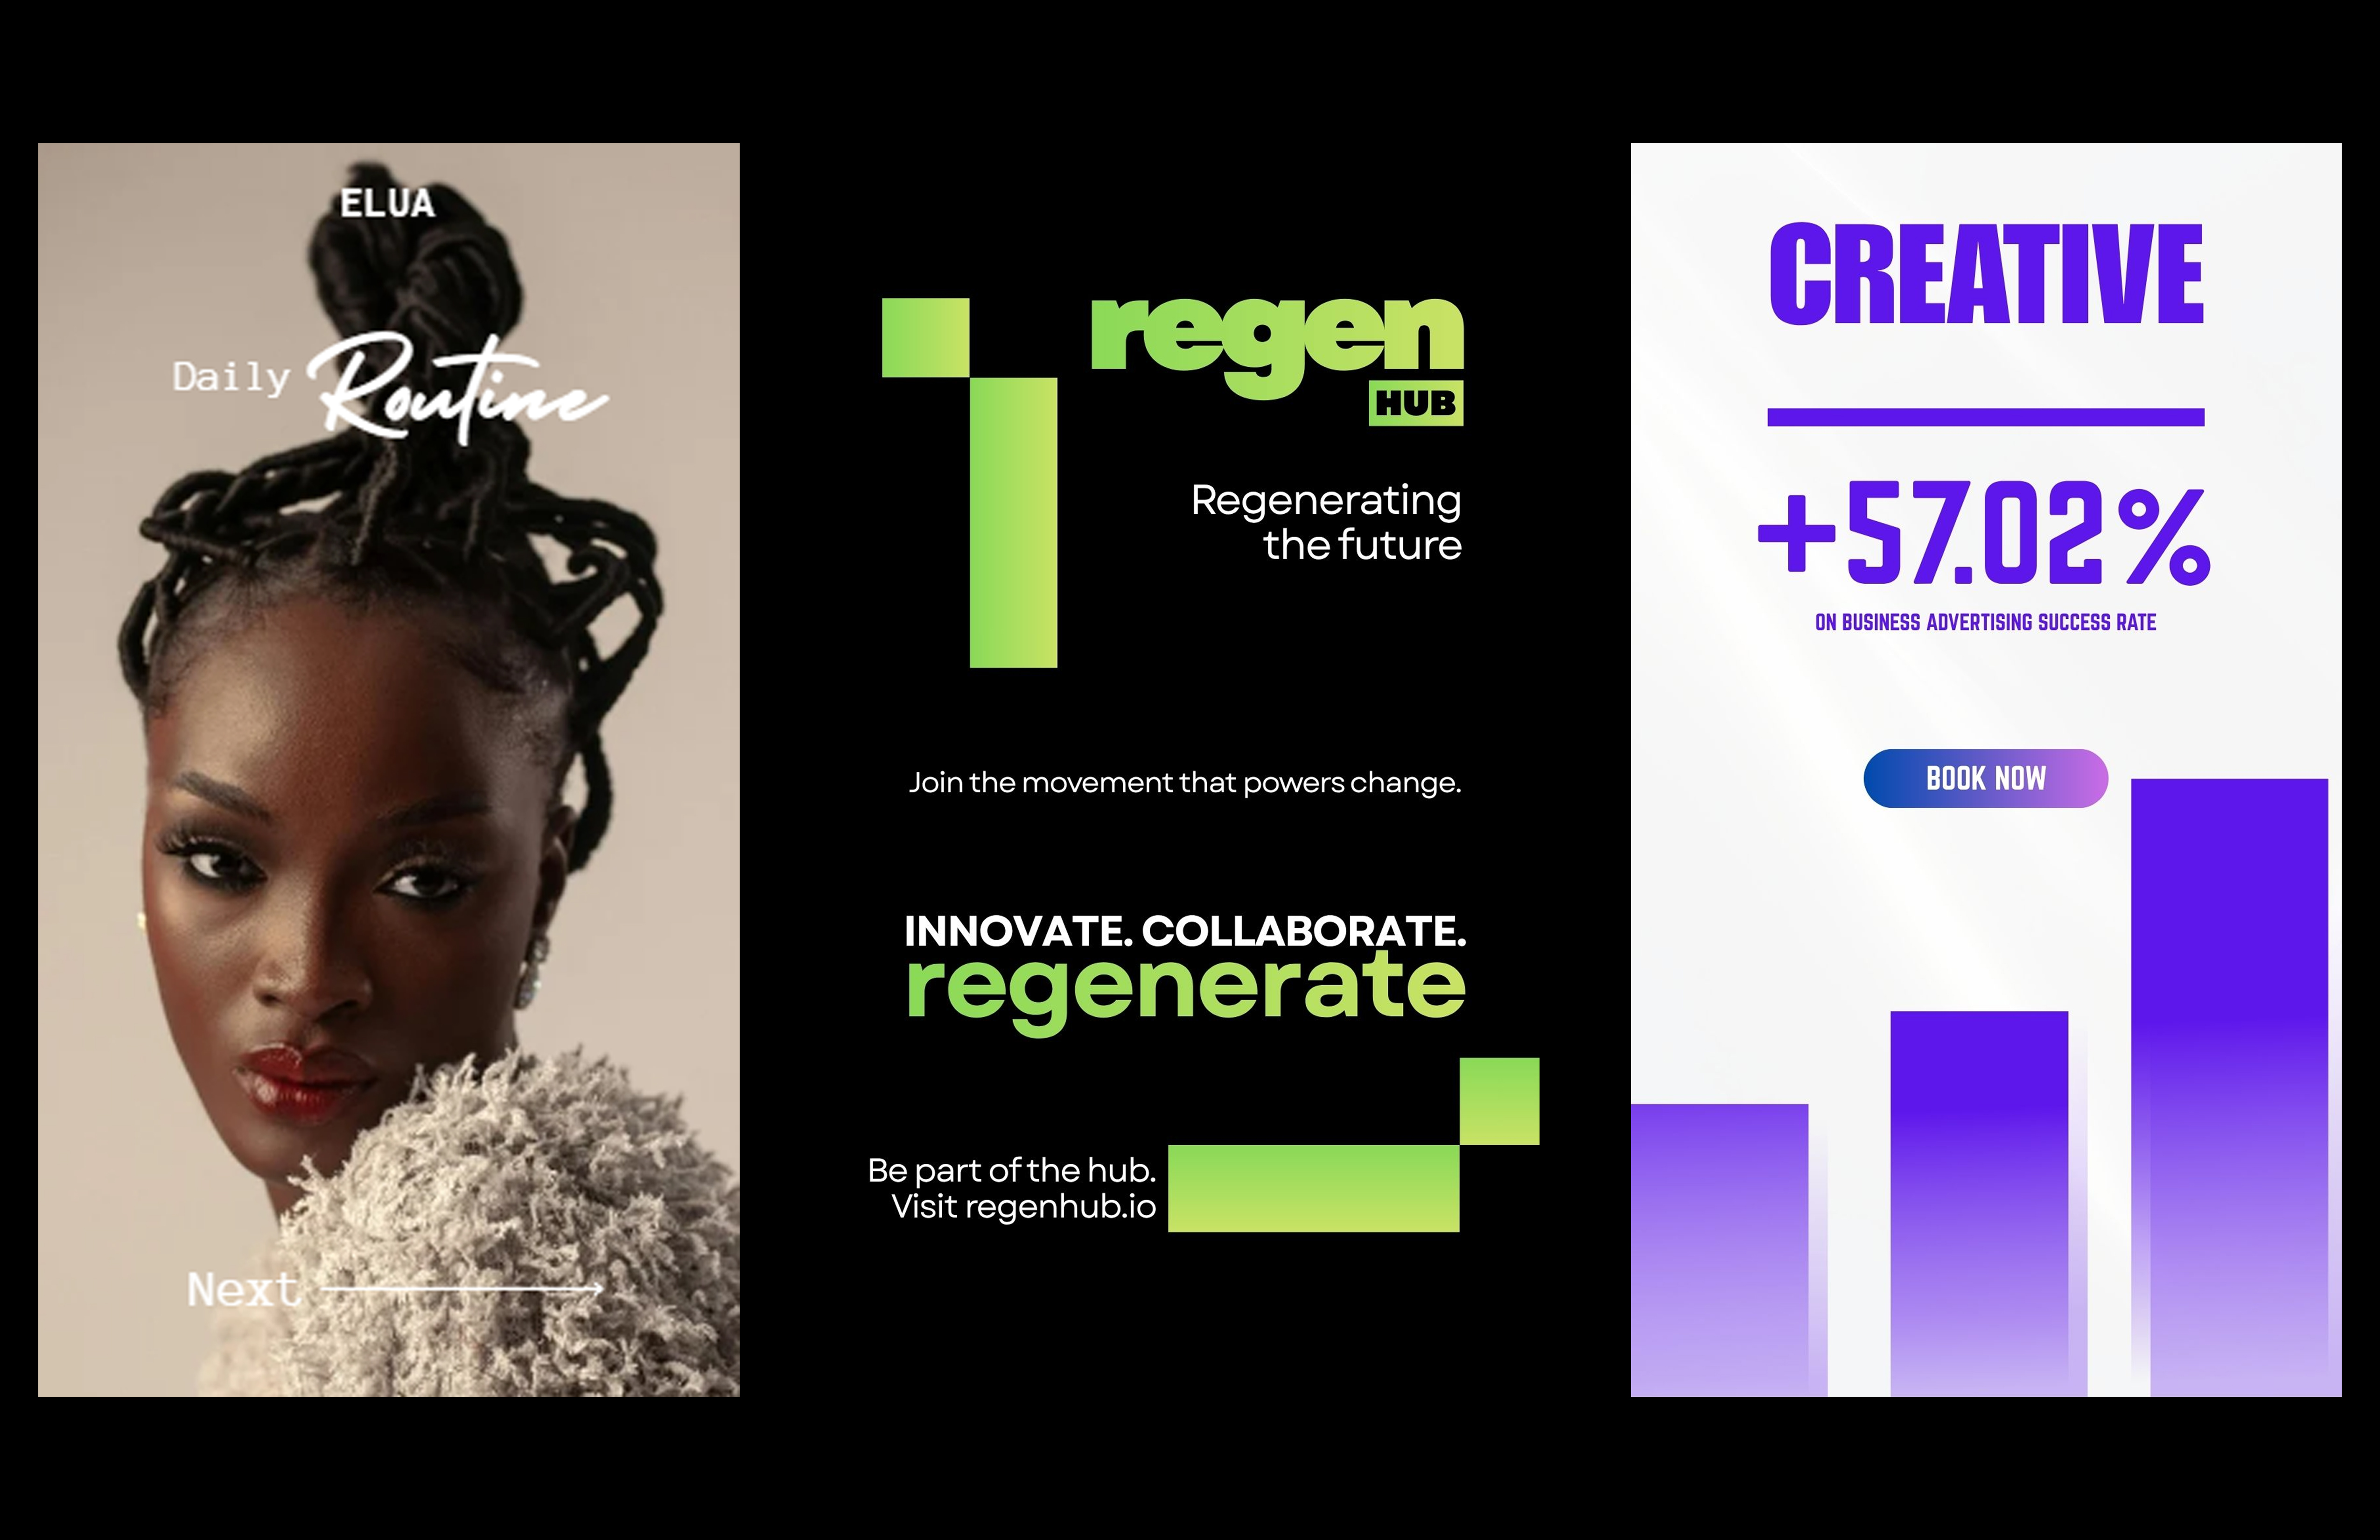 ELUA
Daily Routine
Next
regen
HUB
Regenerating
the future
Join the movement that powers change.
INNOVATE. COLLABORATE.
regenerate
Be part of the hub.
Visit regenhub.io
CREATIVE
+57.02%
ON BUSINESS ADVERTISING SUCCESS RATE
BOOK NOW